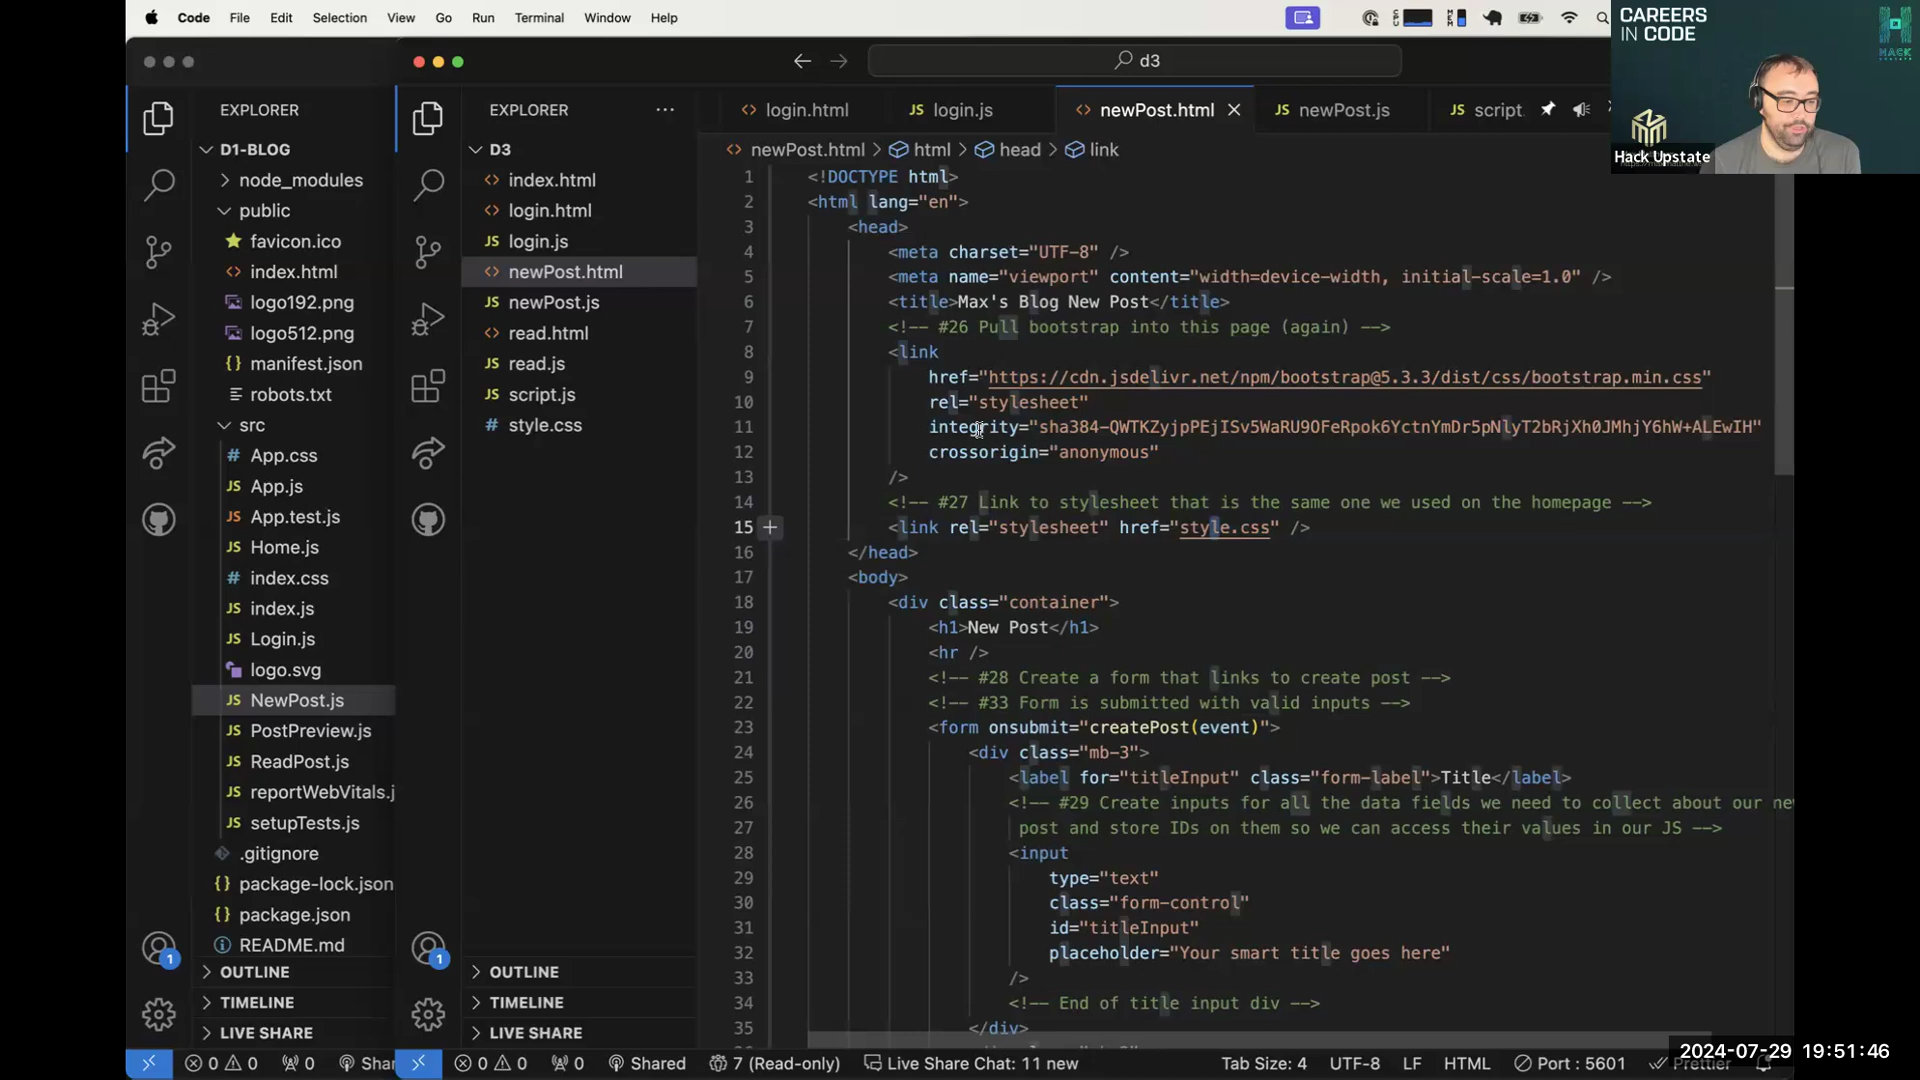 Code File Edit Selection View Go Run Terminal Window Help
CAREERS
IN CODE
HACK
UPSTATE
Hack Upstate
d3
EXPLORER
D1-BLOG
node_modules
public
favicon.ico
index.html
logo192.png
logo512.png
manifest.json
robots.txt
src
App.css
App.js
App.test.js
Home.js
index.css
index.js
Login.js
logo.svg
NewPost.js
PostPreview.js
ReadPost.js
reportWebVitals.j
setupTests.js
.gitignore
package-lock.json
package.json
README.md
OUTLINE
TIMELINE
LIVE SHARE
EXPLORER
D3
index.html
login.html
login.js
newPost.html
newPost.js
read.html
read.js
script.js
style.css
OUTLINE
TIMELINE
LIVE SHARE
login.html login.js newPost.html newPost.js script
newPost.html > html > head > link
1 <!DOCTYPE html>
2 <html lang="en">
3 <head>
4 <meta charset="UTF-8" />
5 <meta name="viewport" content="width=device-width, initial-scale=1.0" />
6 <title>Max's Blog New Post</title>
7 <!-- #26 Pull bootstrap into this page (again) -->
8 <link
9 href="https://cdn.jsdelivr.net/npm/bootstrap@5.3.3/dist/css/bootstrap.min.css"
10 rel="stylesheet"
11 integrity="sha384-QWTKZyjpPEjISv5WaRU9OFeRpok6YctnYmDr5pNlyT2bRjXh0JMhjY6hW+ALEwIH"
12 crossorigin="anonymous"
13 />
14 <!-- #27 Link to stylesheet that is the same one we used on the homepage -->
15 <link rel="stylesheet" href="style.css" />
16 </head>
17 <body>
18 <div class="container">
19 <h1>New Post</h1>
20 <hr />
21 <!-- #28 Create a form that links to create post -->
22 <!-- #33 Form is submitted with valid inputs -->
23 <form onsubmit="createPost(event)">
24 <div class="mb-3">
25 <label for="titleInput" class="form-label">Title</label>
26 <!-- #29 Create inputs for all the data fields we need to collect about our ne
27 post and store IDs on them so we can access their values in our JS -->
28 <input
29 type="text"
30 class="form-control"
31 id="titleInput"
32 placeholder="Your smart title goes here"
33 />
34 <!-- End of title input div -->
35 </div>
1
1
0 0 0 Shar
0 0 0 Shared 7 (Read-only) Live Share Chat: 11 new Tab Size: 4 UTF-8 LF HTML Port : 5601 Prettier
2024-07-29 19:51:46